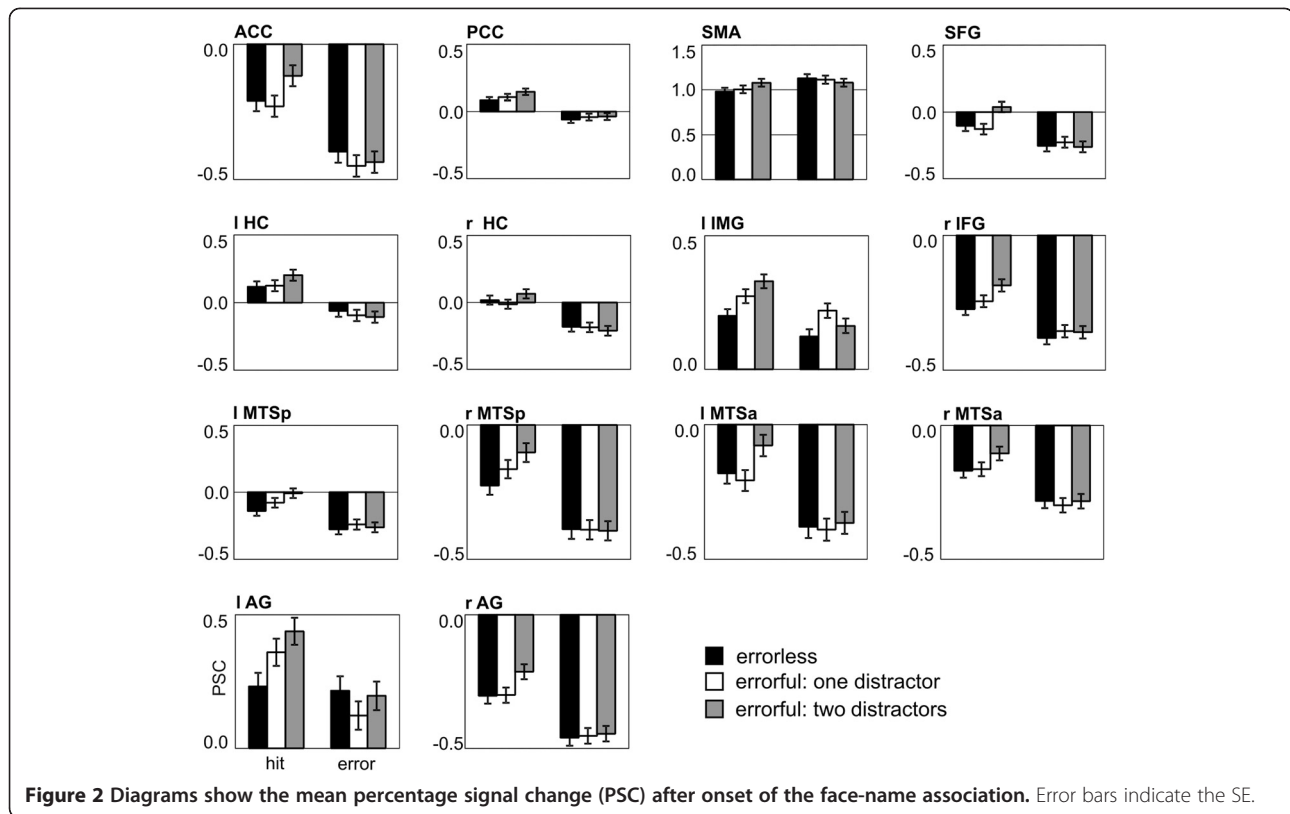 ACC PCC SMA SFG
0.0 0.5 1.5 0.5
1.0
0.0 0.0
0.5
-0.5 -0.5 0.0 -0.5
l HC r HC l IMG r IFG
0.5 0.5 0.5 0.0
0.0 0.0
-0.5 -0.5 0.0 -0.5
l MTSp r MTSp l MTSa r MTSa
0.5 0.0 0.0 0.0
0.0
-0.5 -0.5 -0.5 -0.5
l AG r AG
0.5 0.0
PSC
0.0 -0.5
hit error
errorless
errorful: one distractor
errorful: two distractors
Figure 2 Diagrams show the mean percentage signal change (PSC) after onset of the face-name association. Error bars indicate the SE.